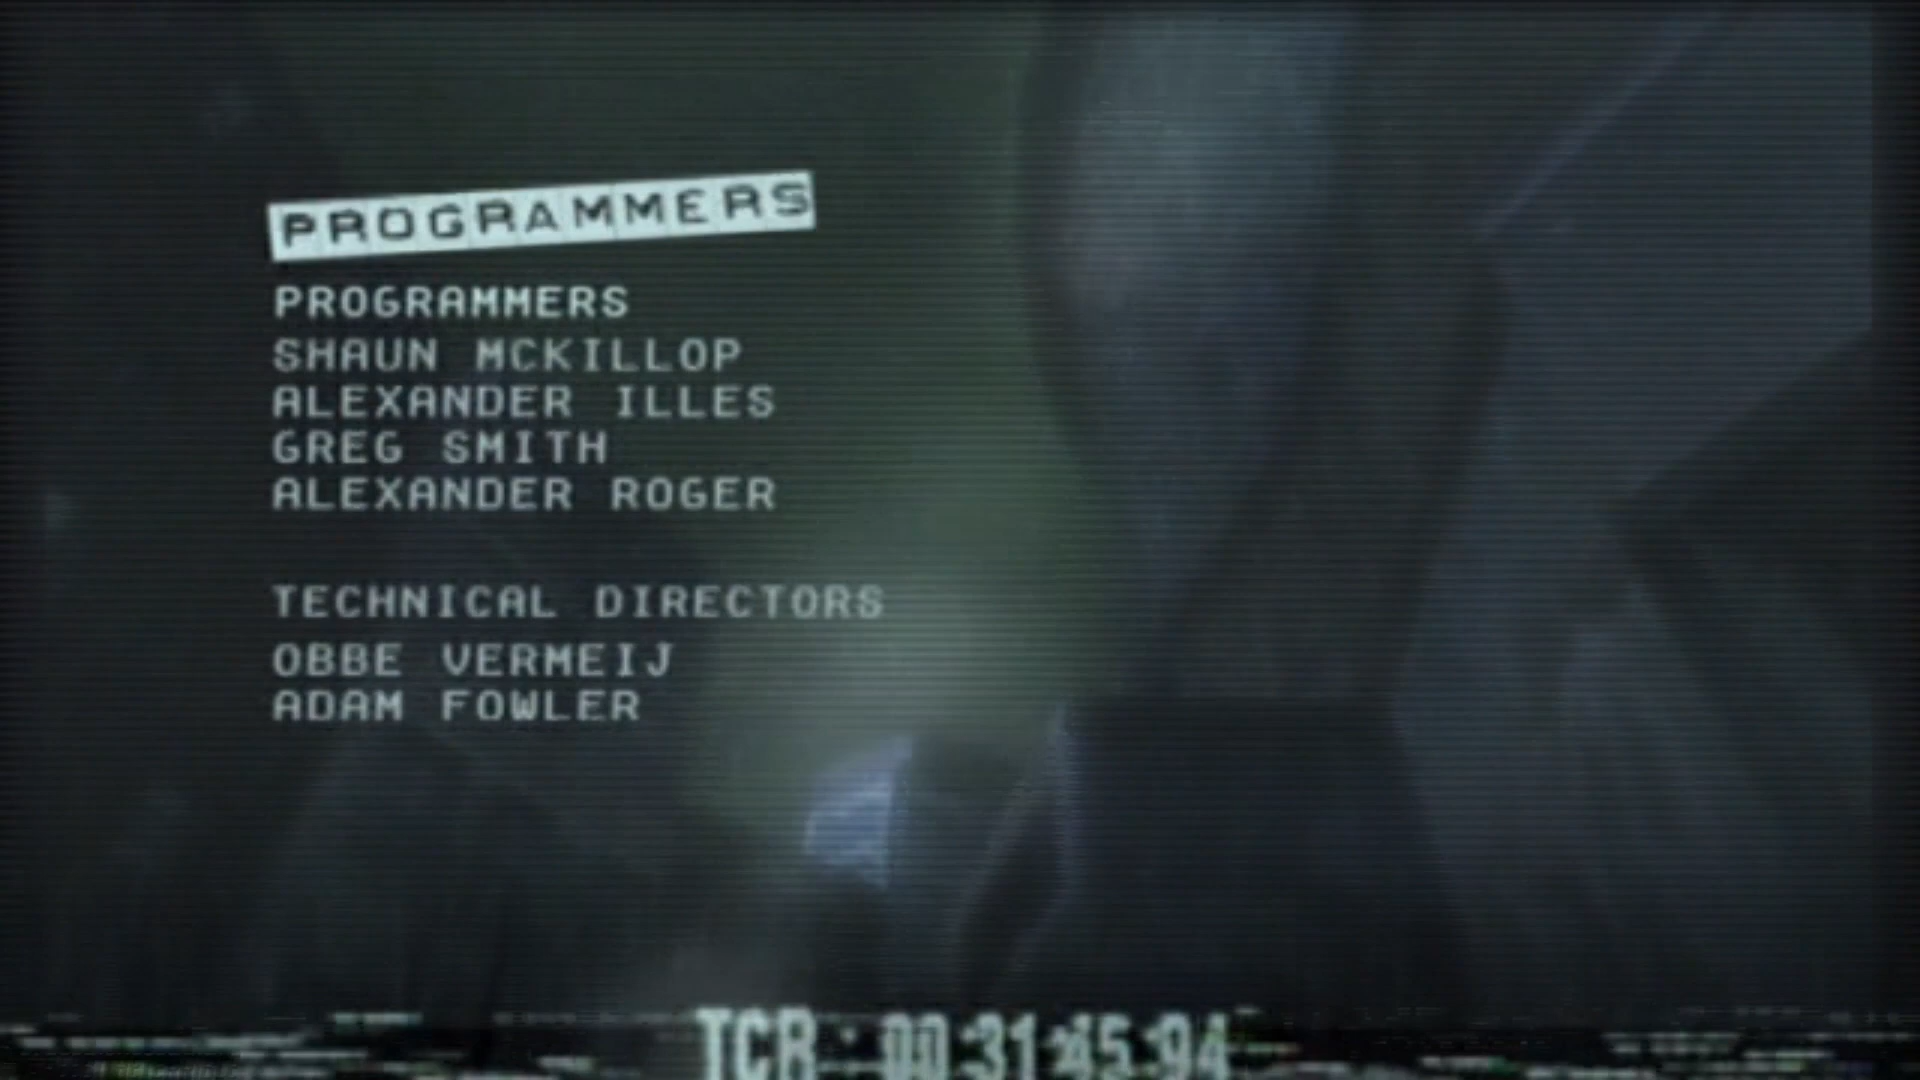 PROGRAMMERS
PROGRAMMERS
SHAUN MCKILLOP
ALEXANDER ILLES
GREG SMITH
ALEXANDER ROGER
TECHNICAL DIRECTORS
OBBE VERMEIJ
ADAM FOWLER
TCR : 00:31:45:94